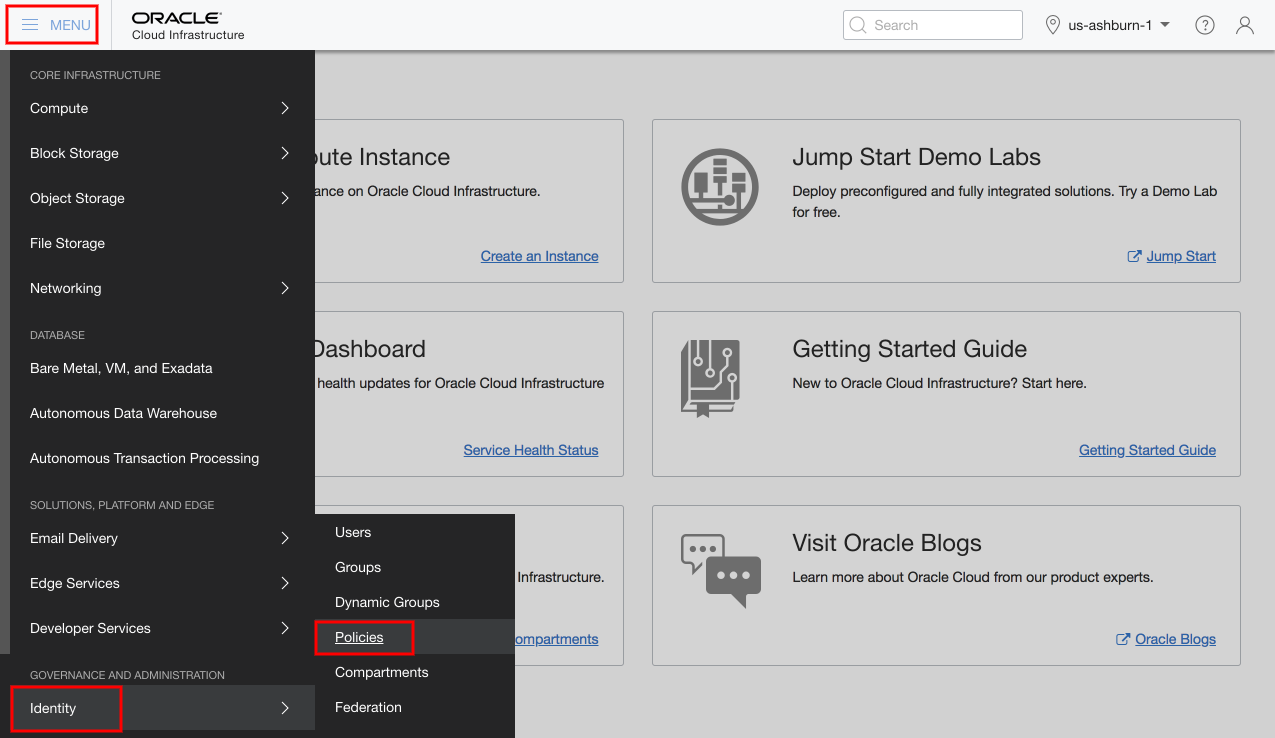 MENU
ORACLE
Cloud Infrastructure
Search
us-ashburn-1
?
CORE INFRASTRUCTURE
Compute
Block Storage
Object Storage
File Storage
Networking
DATABASE
Bare Metal, VM, and Exadata
Autonomous Data Warehouse
Autonomous Transaction Processing
SOLUTIONS, PLATFORM AND EDGE
Email Delivery
Edge Services
Developer Services
GOVERNANCE AND ADMINISTRATION
Identity
Users
Groups
Dynamic Groups
Policies
Compartments
Federation
Instance
on Oracle Cloud Infrastructure.
Create an Instance
Jump Start Demo Labs
Deploy preconfigured and fully integrated solutions. Try a Demo Lab
for free.
Jump Start
Dashboard
health updates for Oracle Cloud Infrastructure
Service Health Status
Getting Started Guide
New to Oracle Cloud Infrastructure? Start here.
Getting Started Guide
Infrastructure.
ompartments
Visit Oracle Blogs
Learn more about Oracle Cloud from our product experts.
Oracle Blogs